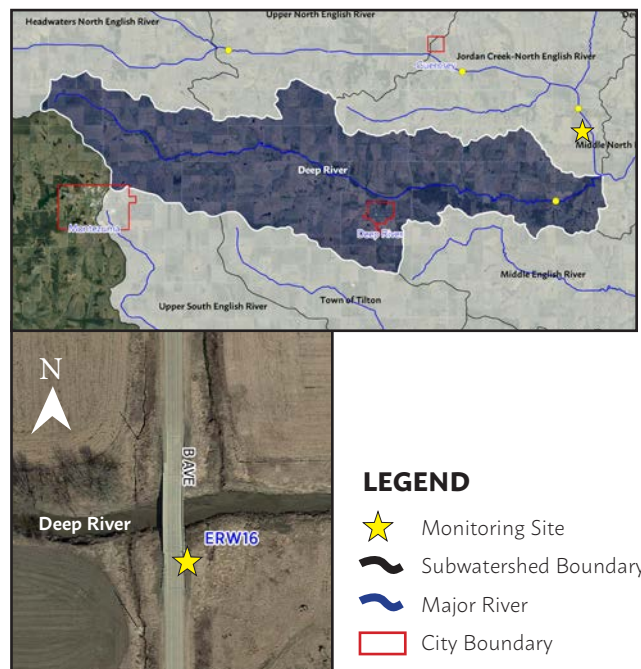 Headwaters North English River
Upper North English River
De
Jordan Creek-North English River
Guernsey
Middle North
Deep River
Montezuma
Deep River
Middle English River
Upper South English River
Town of Tilton
N
B AVE
Deep River
ERW16
LEGEND
Monitoring Site
Subwatershed Boundary
Major River
City Boundary